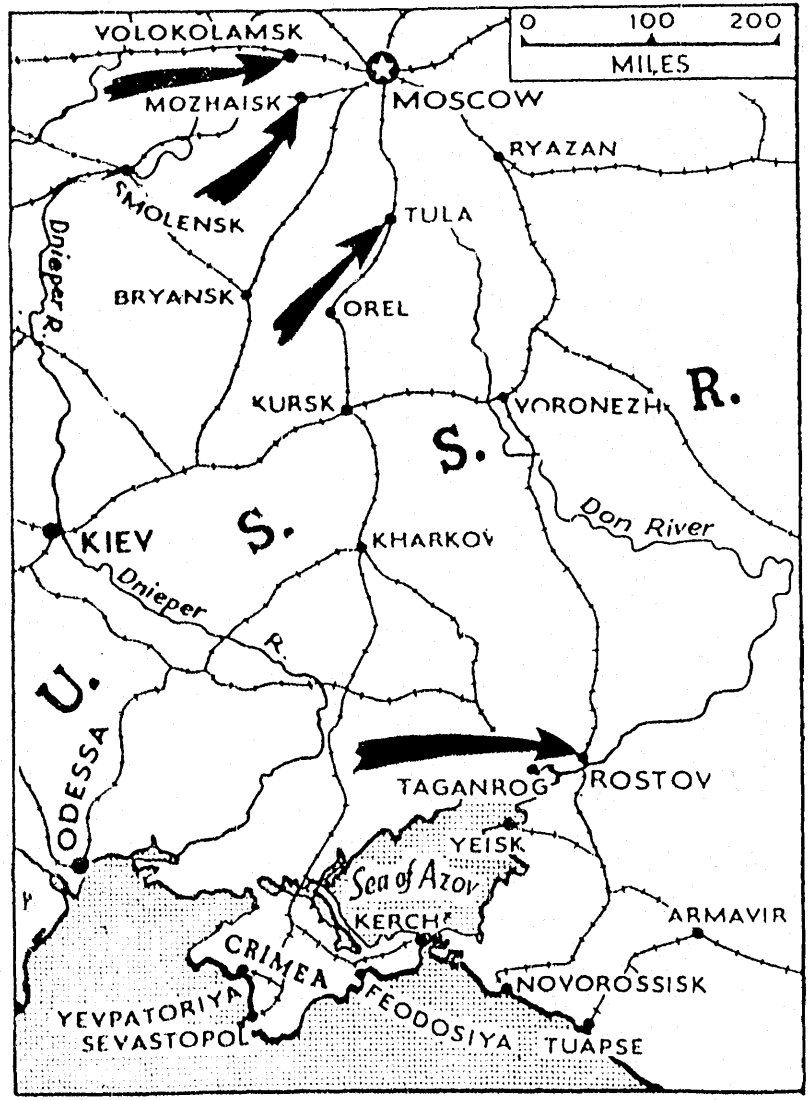 VOLOKOLAMSK
0 100 200
MILES
MOZHAISK
MOSCOW
RYAZAN
SMOLENSK
TULA
Dnieper R.
BRYANSK
OREL
KURSK
VORONEZH
R.
S.
S.
Don River
KIEV
KHARKOV
Dnieper
R.
U.
ODESSA
TAGANROG
ROSTOV
YEISK
Sea of Azov
KERCH
ARMAVIR
CRIMEA
NOVOROSSISK
YEVPATORIYA
FEODOSIYA
SEVASTOPOL
TUAPSE